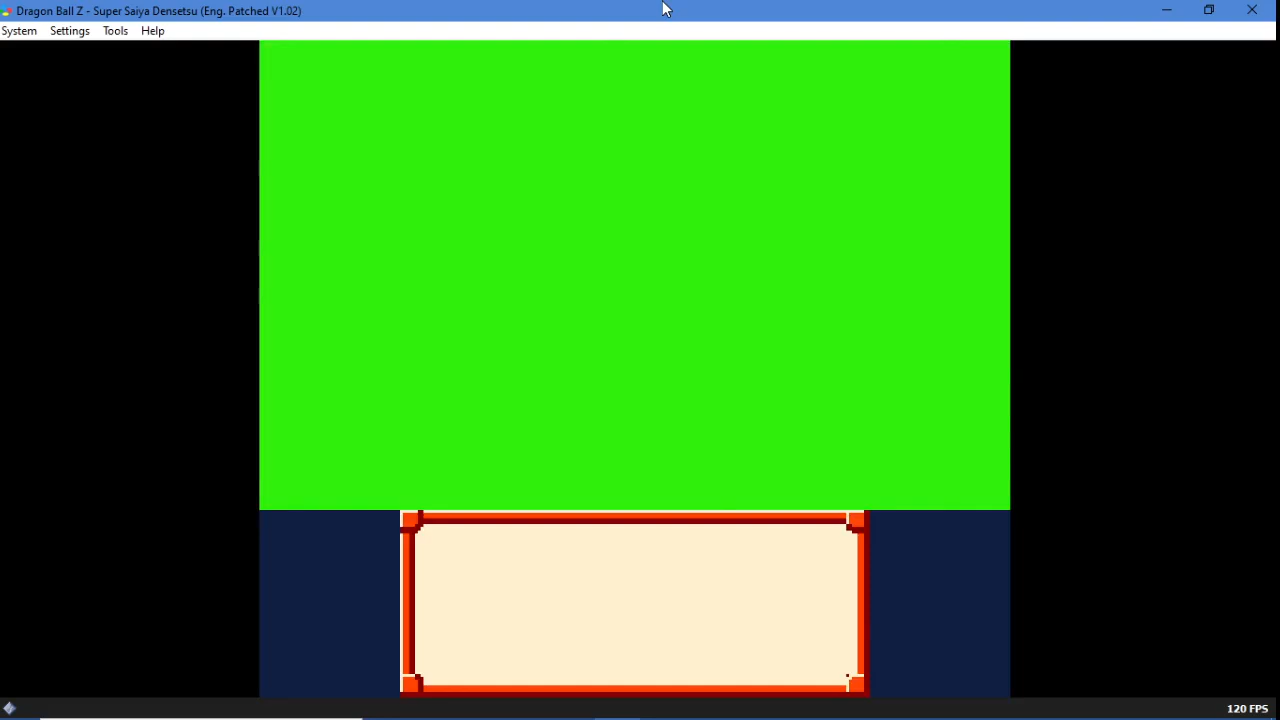 Dragon Ball Z - Super Saiya Densetsu (Eng. Patched V1.02)
System Settings Tools Help
120 FPS